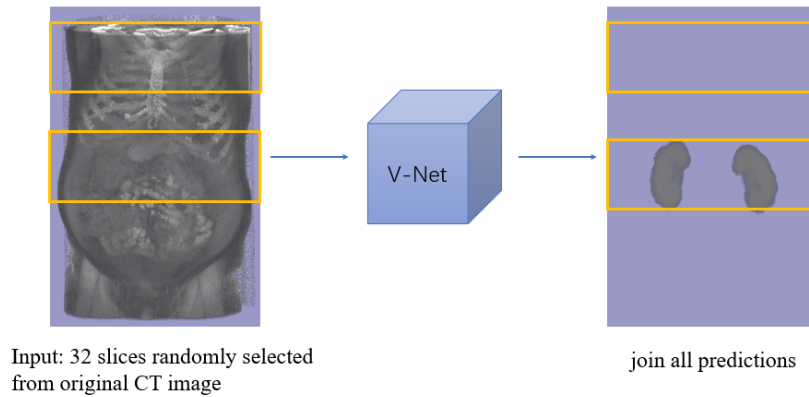 V-Net
Input: 32 slices randomly selected
from original CT image
join all predictions